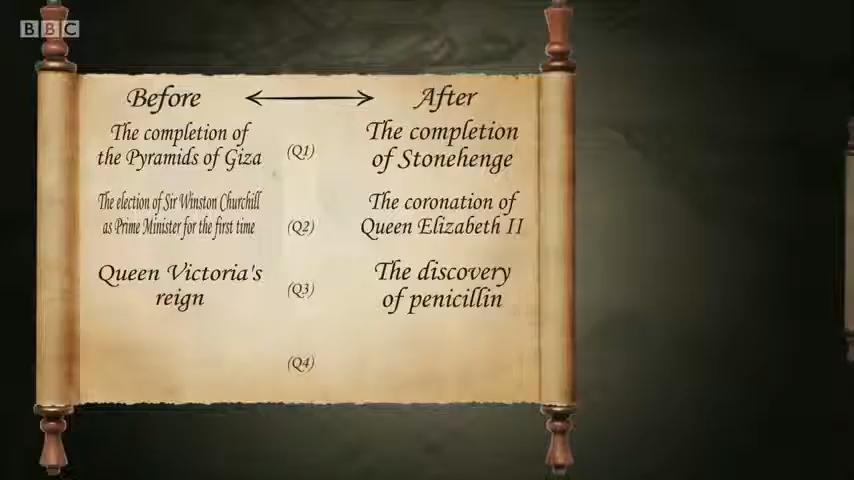 BBC
Before After
The completion of
the Pyramids of Giza
(Q1)
The completion
of Stonehenge
The election of Sir Winston Churchill
as Prime Minister for the first time
(Q2)
The coronation of
Queen Elizabeth II
Queen Victoria's
reign
(Q3)
The discovery
of penicillin
(Q4)